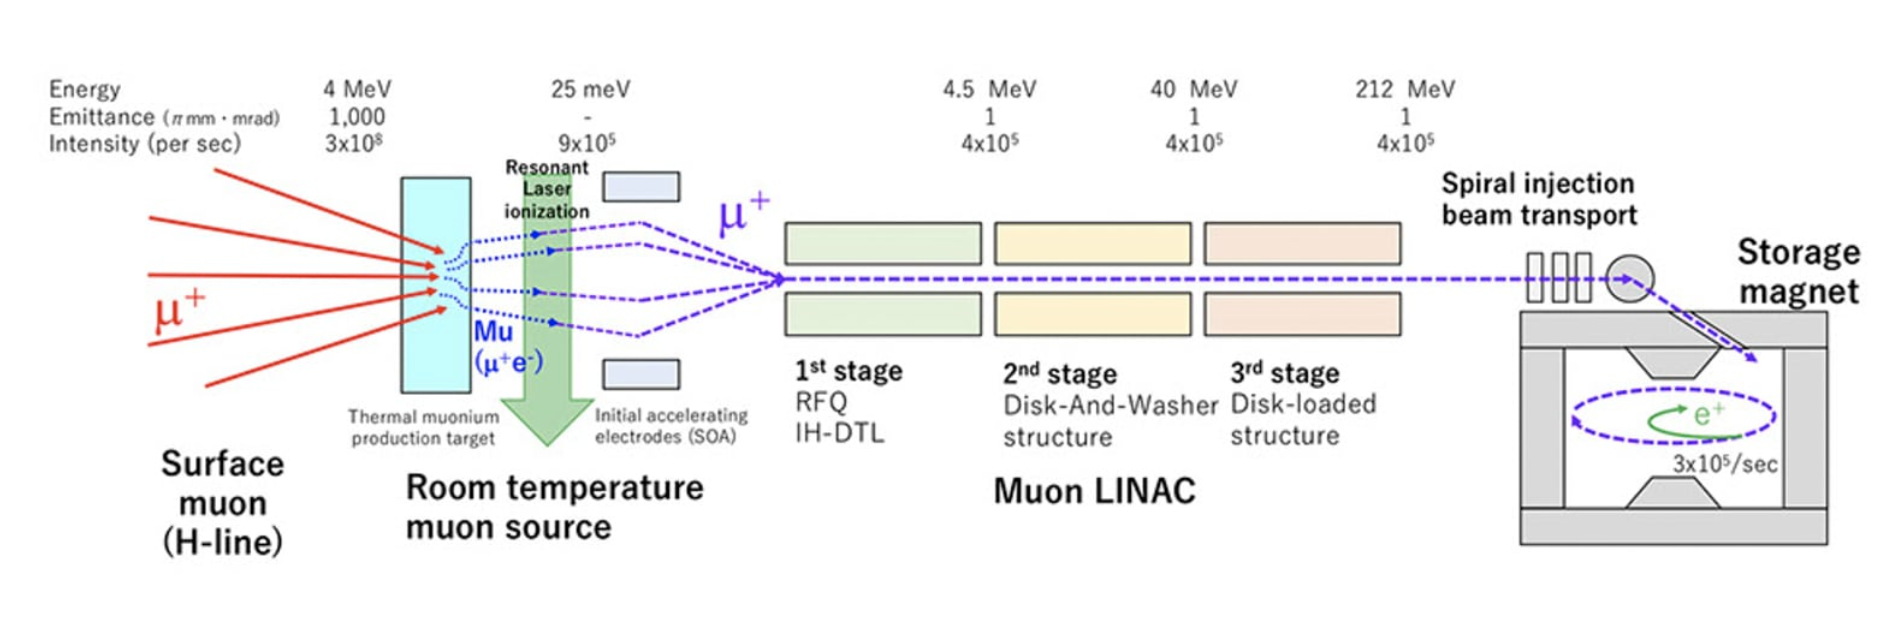 Energy 4 MeV 25 meV 4.5 MeV 40 MeV 212 MeV
Emittance (π mm・mrad) 1,000 - 1 1 1
Intensity (per sec) 3x10⁸ 9x10⁵ 4x10⁵ 4x10⁵ 4x10⁵
Resonant
Laser
ionization
μ⁺
μ⁺
Mu
(μ⁺e⁻)
Thermal muonium
production target
Initial accelerating
electrodes (SOA)
Surface
muon
(H-line)
Room temperature
muon source
1st stage
RFQ
IH-DTL
2nd stage
Disk-And-Washer
structure
3rd stage
Disk-loaded
structure
Muon LINAC
Spiral injection
beam transport
Storage
magnet
e⁺
3x10⁵/sec